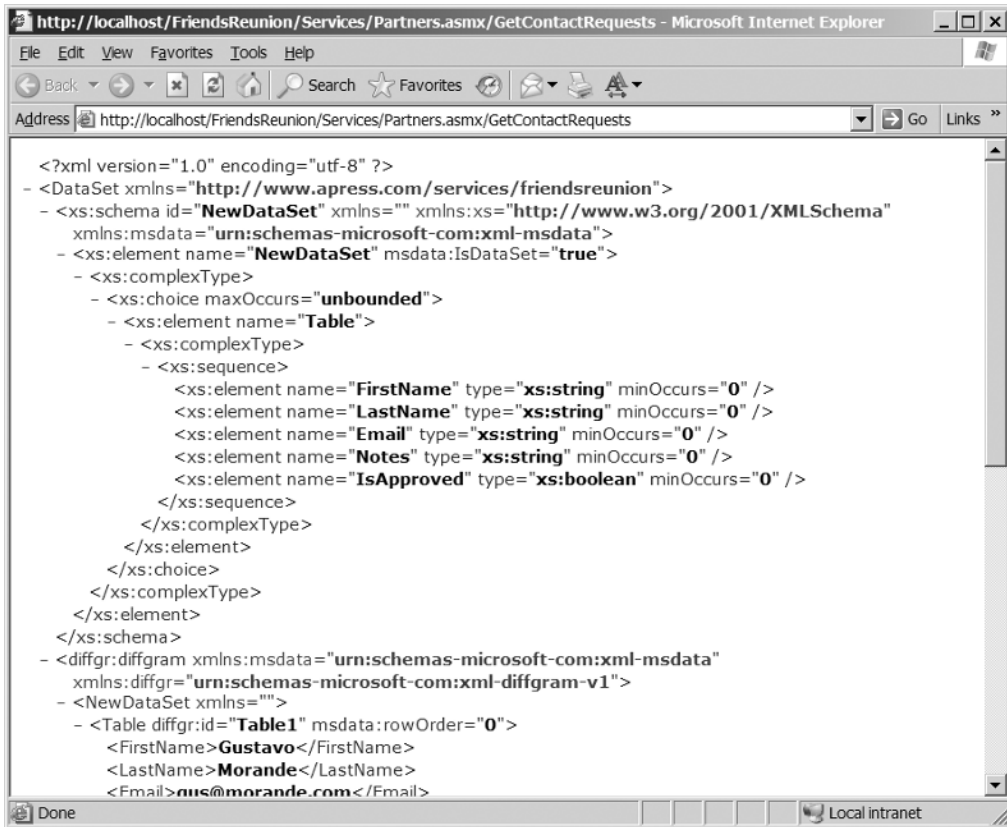 http://localhost/FriendsReunion/Services/Partners.asmx/GetContactRequests - Microsoft Internet Explorer
File Edit View Favorites Tools Help
Back Search Favorites
Address http://localhost/FriendsReunion/Services/Partners.asmx/GetContactRequests Go Links »
<?xml version="1.0" encoding="utf-8" ?>
- <DataSet xmlns="http://www.apress.com/services/friendsreunion">
- <xs:schema id="NewDataSet" xmlns="" xmlns:xs="http://www.w3.org/2001/XMLSchema"
xmlns:msdata="urn:schemas-microsoft-com:xml-msdata">
- <xs:element name="NewDataSet" msdata:IsDataSet="true">
- <xs:complexType>
- <xs:choice maxOccurs="unbounded">
- <xs:element name="Table">
- <xs:complexType>
- <xs:sequence>
<xs:element name="FirstName" type="xs:string" minOccurs="0" />
<xs:element name="LastName" type="xs:string" minOccurs="0" />
<xs:element name="Email" type="xs:string" minOccurs="0" />
<xs:element name="Notes" type="xs:string" minOccurs="0" />
<xs:element name="IsApproved" type="xs:boolean" minOccurs="0" />
</xs:sequence>
</xs:complexType>
</xs:element>
</xs:choice>
</xs:complexType>
</xs:element>
</xs:schema>
- <diffgr:diffgram xmlns:msdata="urn:schemas-microsoft-com:xml-msdata"
xmlns:diffgr="urn:schemas-microsoft-com:xml-diffgram-v1">
- <NewDataSet xmlns="">
- <Table diffgr:id="Table1" msdata:rowOrder="0">
<FirstName>Gustavo</FirstName>
<LastName>Morande</LastName>
<Email>gus@morande.com</Email>
Done Local intranet